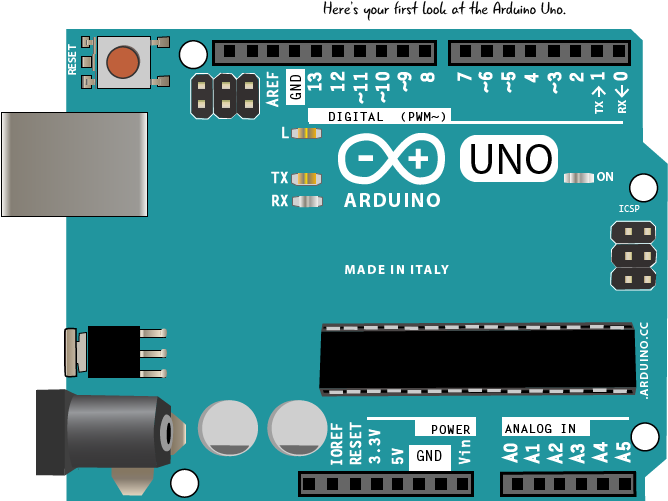 Here's your first look at the Arduino Uno.
RESET
AREF
GND
13
12
~11
~10
~9
8
7
~6
~5
4
~3
2
TX→1
RX←0
DIGITAL (PWM~)
L
TX
RX
UNO
ON
ARDUINO
ICSP
MADE IN ITALY
.ARDUINO.CC
POWER
ANALOG IN
IOREF
RESET
3.3V
5V
GND
Vin
A0
A1
A2
A3
A4
A5